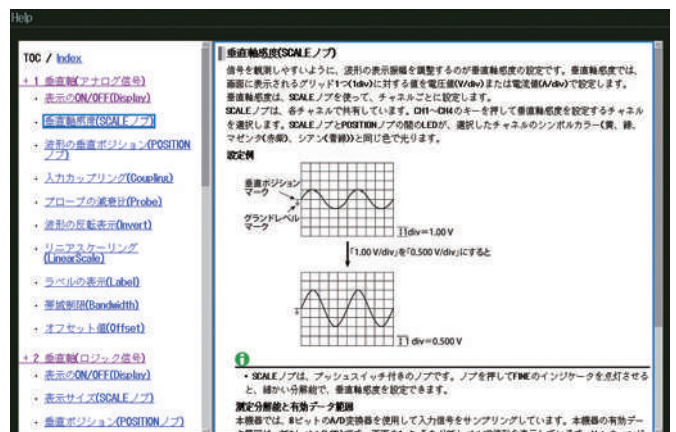 Help
TOC / Index
+ 1 垂直軸(アナログ信号)
・ 表示のON/OFF(Display)
・ 垂直軸感度(SCALEノブ)
・ 波形の垂直ポジション(POSITION
ノブ)
・ 入力カップリング(Coupling)
・ プローブの減衰比(Probe)
・ 波形の反転表示(Invert)
・ リニアスケーリング
(LinearScale)
・ ラベルの表示(Label)
・ 帯域制限(Bandwidth)
・ オフセット値(Offset)
+ 2 垂直軸(ロジック信号)
・ 表示のON/OFF(Display)
・ 表示サイズ(SCALEノブ)
・ 垂直ポジション(POSITIONノブ)
垂直軸感度(SCALEノブ)
信号を観測しやすいように、波形の表示振幅を調整するのが垂直軸感度の設定です。垂直軸感度では、
画面に表示されるグリッド1つ(1div)に対する値を電圧値(V/div)または電流値(A/div)で設定します。
垂直軸感度は、SCALEノブを使って、チャネルごとに設定します。
SCALEノブは、各チャネルで共有しています。CH1~CH4のキーを押して垂直軸感度を設定するチャネル
を選択します。SCALEノブとPOSITIONノブの間のLEDが、選択したチャネルのシンボルカラー(黄、緑、
マゼンタ(赤紫)、シアン(青緑))と同じ色で光ります。
設定例
垂直ポジション
マーク
グランドレベル
マーク
1div=1.00 V
「1.00 V/div」を「0.500 V/div」にすると
1 div=0.500 V
・ SCALEノブは、プッシュスイッチ付きのノブです。ノブを押してFINEのインジケータを点灯させる
と、細かい分解能で、垂直軸感度を設定できます。
測定分解能と有効データ範囲
本機器では、8ビットのA/D変換器を使用して入力信号をサンプリングしています。本機器の有効デー